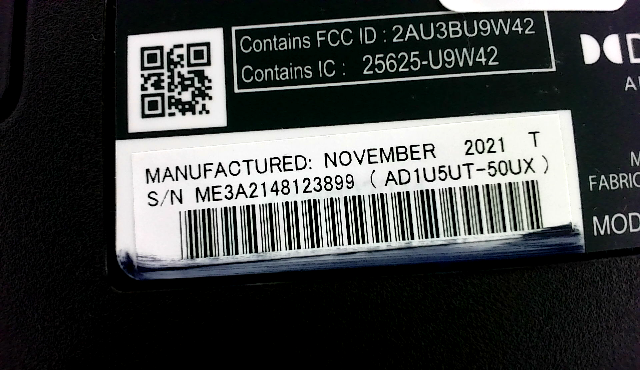 Contains FCC ID : 2AU3BU9W42
Contains IC : 25625-U9W42
MANUFACTURED: NOVEMBER 2021 T
S/N ME3A2148123899 ( AD1U5UT-50UX )